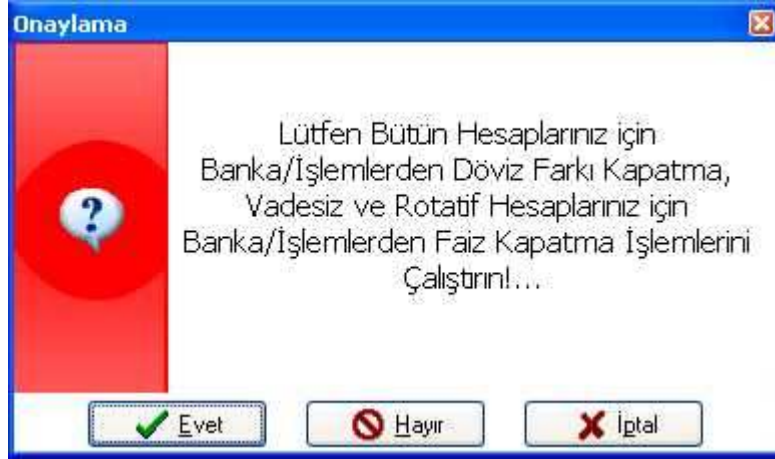 Onaylama
?
Lütfen Bütün Hesaplarınız için
Banka/İşlemlerden Döviz Farkı Kapatma,
Vadesiz ve Rotatif Hesaplarınız için
Banka/İşlemlerden Faiz Kapatma İşlemlerini
Çalıştırın!...
Evet Hayır İptal